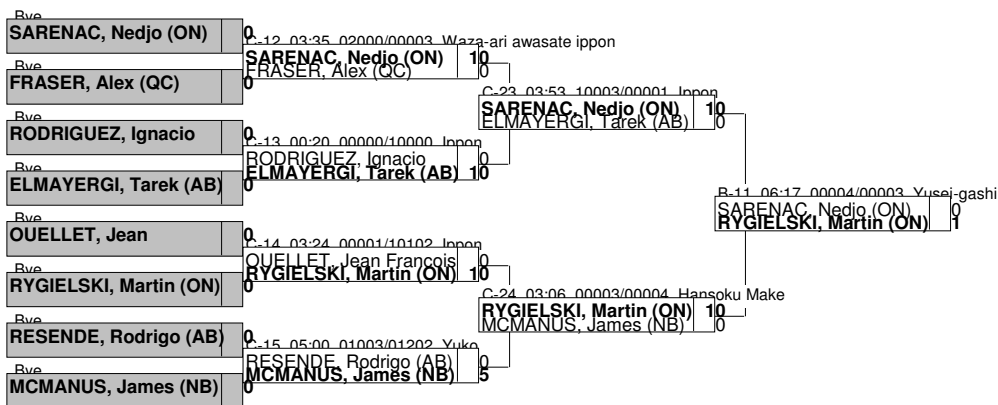 Bye
SARENAC, Nedjo (ON) 0
Bye
FRASER, Alex (QC) 0
Bye
RODRIGUEZ, Ignacio 0
Bye
ELMAYERGI, Tarek (AB) 0
Bye
OUELLET, Jean 0
Bye
RYGIELSKI, Martin (ON) 0
Bye
RESENDE, Rodrigo (AB) 0
Bye
MCMANUS, James (NB) 0
C-12 03:35 02000/00003 Waza-ari awasate ippon
SARENAC, Nedjo (ON) 10
FRASER, Alex (QC) 0
C-13 00:20 00000/10000 Ippon
RODRIGUEZ, Ignacio 0
ELMAYERGI, Tarek (AB) 10
C-14 03:24 00001/10102 Ippon
OUELLET, Jean Francois 0
RYGIELSKI, Martin (ON) 10
C-15 05:00 01003/01202 Yuko
RESENDE, Rodrigo (AB) 0
MCMANUS, James (NB) 5
C-23 03:53 10003/00001 Ippon
SARENAC, Nedjo (ON) 10
ELMAYERGI, Tarek (AB) 0
C-24 03:06 00003/00004 Hansoku Make
RYGIELSKI, Martin (ON) 10
MCMANUS, James (NB) 0
B-11 06:17 00004/00003 Yusei-gashi
SARENAC, Nedjo (ON) 0
RYGIELSKI, Martin (ON) 1